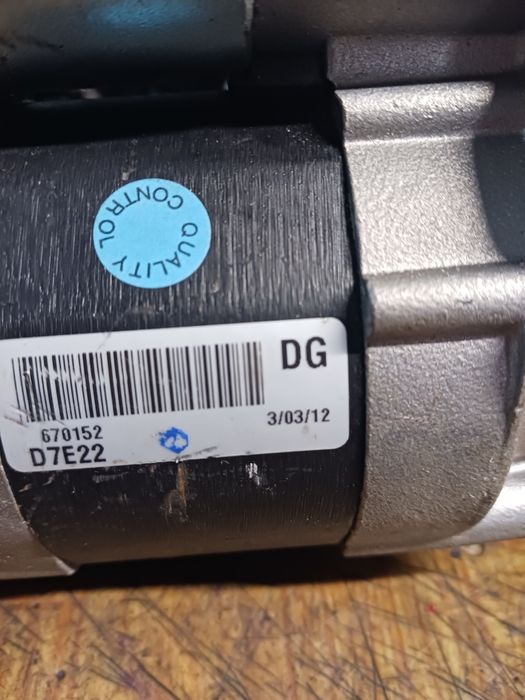 QUALITY
CONTROL
DG
670152
3/03/12
D7E22